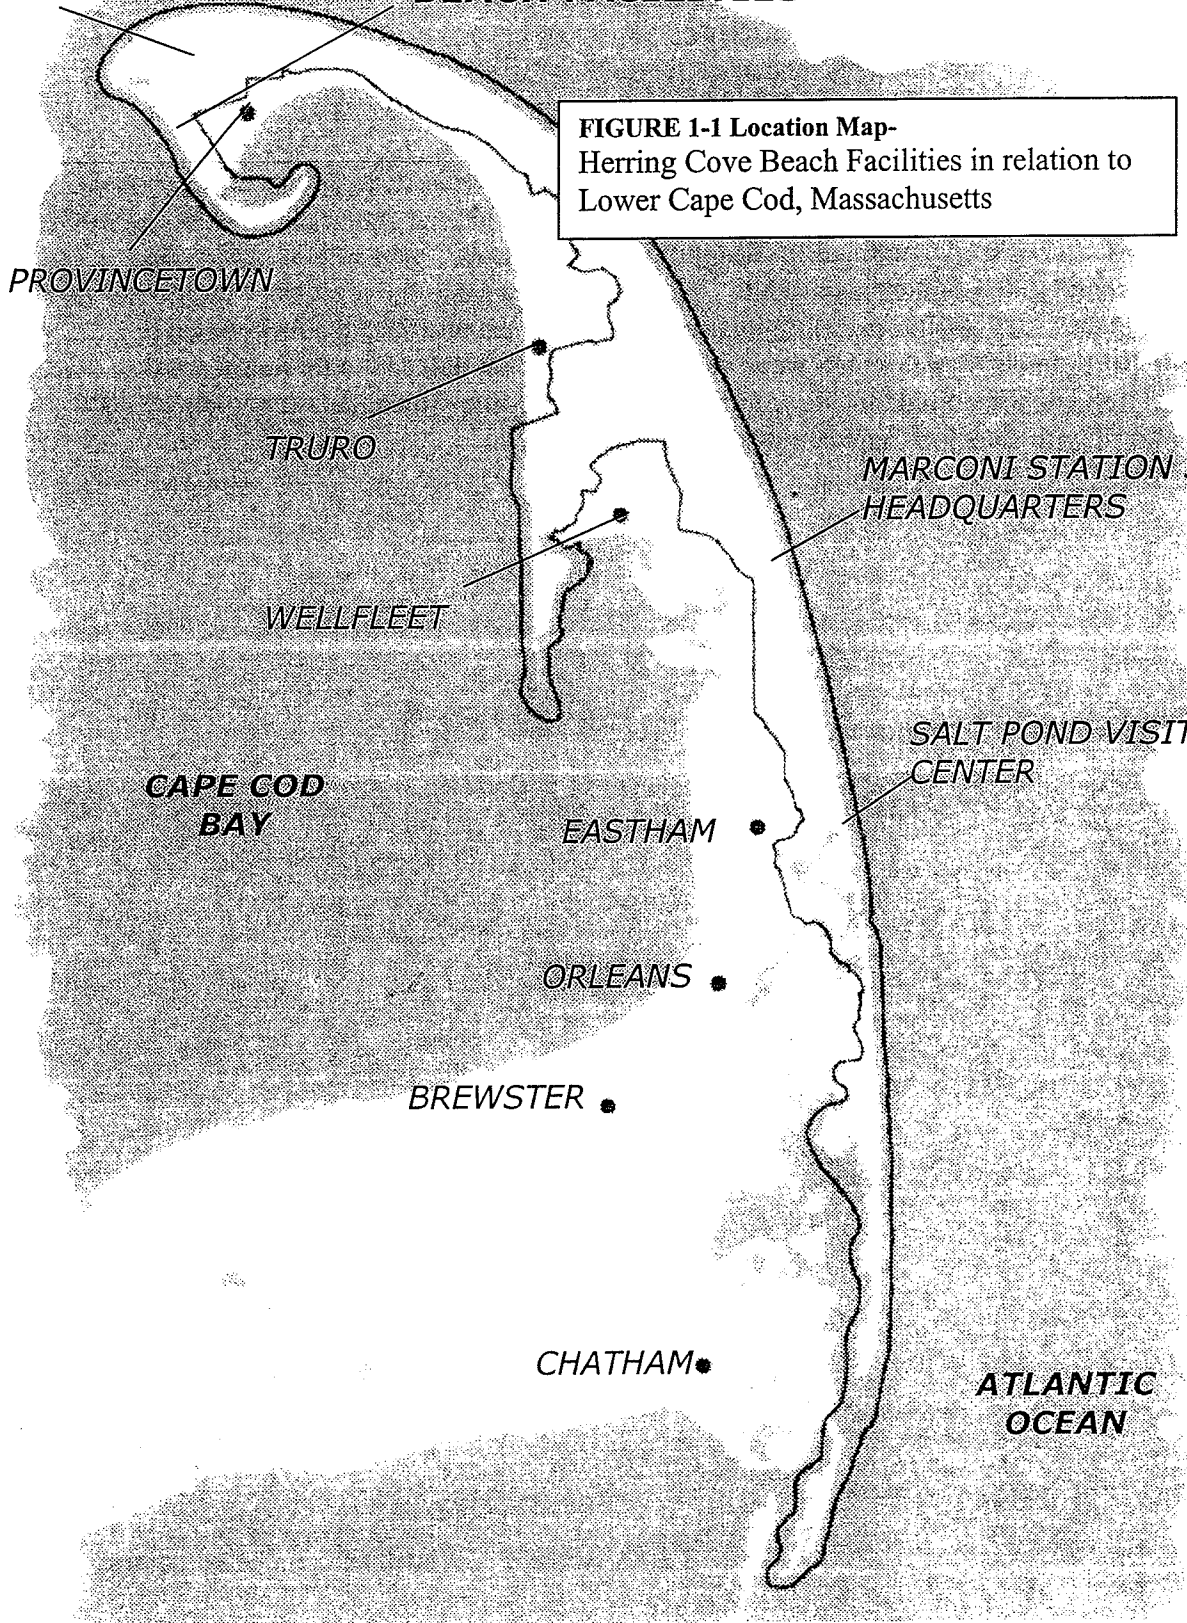 FIGURE 1-1 Location Map-
Herring Cove Beach Facilities in relation to
Lower Cape Cod, Massachusetts
PROVINCETOWN
TRURO
MARCONI STATION
HEADQUARTERS
WELLFLEET
SALT POND
CENTER
CAPE COD
BAY
EASTHAM
ORLEANS
BREWSTER
CHATHAM
ATLANTIC
OCEAN